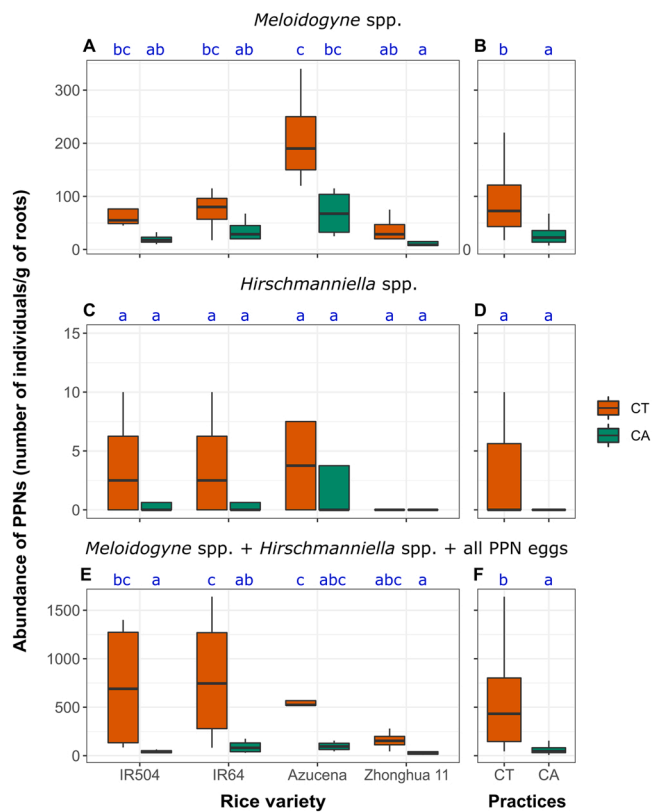 Meloidogyne spp.
A bc ab bc ab c bc ab a B b a
300
200
100
0
0
Hirschmanniella spp.
C a a a a a a a a D a a
15
10
5
0
CT
CA
Meloidogyne spp. + Hirschmanniella spp. + all PPN eggs
E bc a c ab c abc abc a F b a
1500
1000
500
0
IR504 IR64 Azucena Zhonghua 11 CT CA
Rice variety Practices
Abundance of PPNs (number of individuals/g of roots)